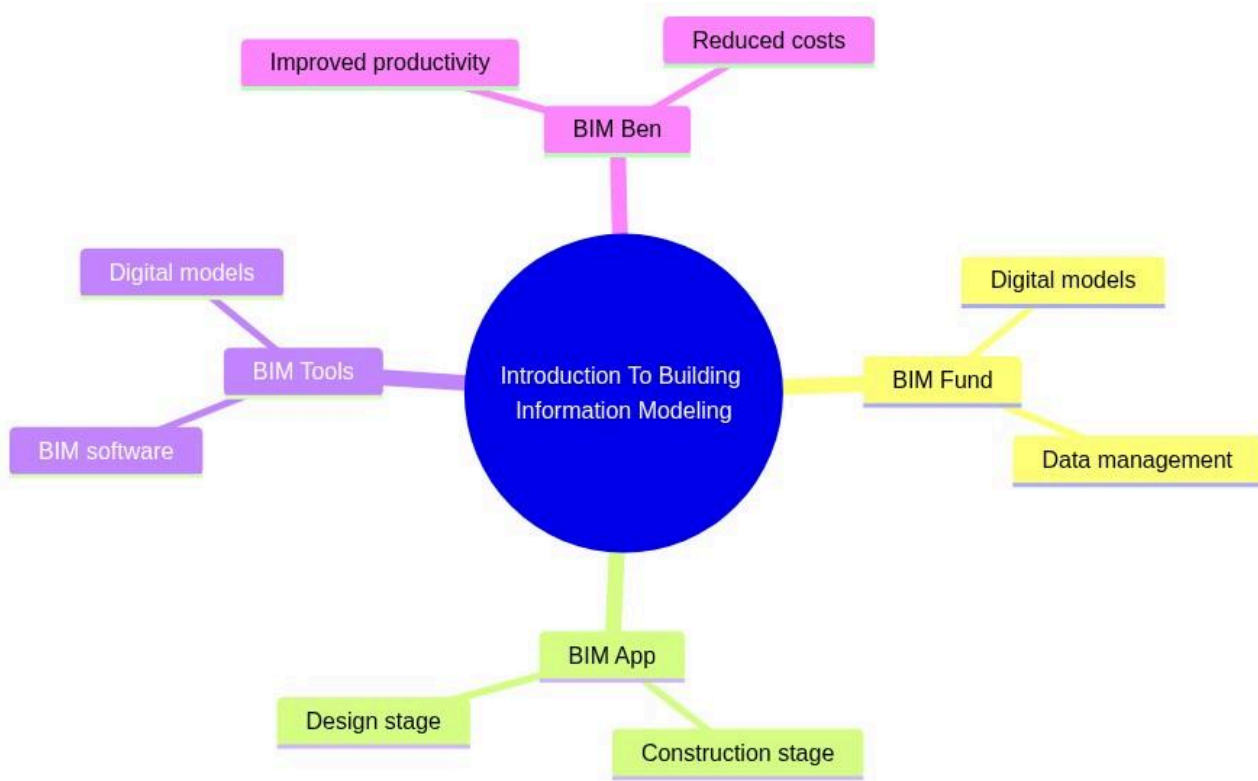 Reduced costs
Improved productivity
BIM Ben
Digital models
Digital models
BIM Tools
Introduction To Building
Information Modeling
BIM Fund
BIM software
Data management
BIM App
Design stage
Construction stage